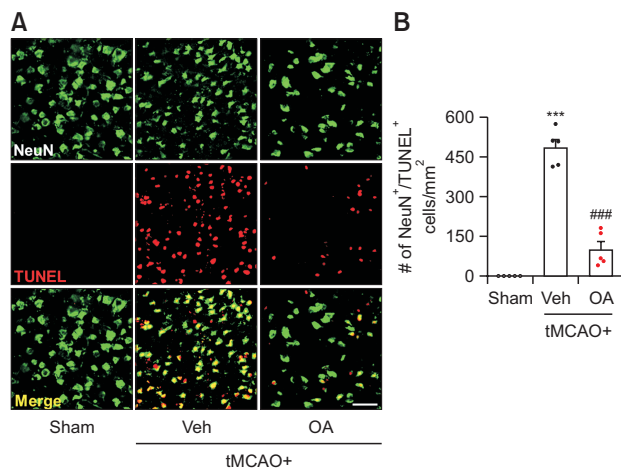 A
NeuN
TUNEL
Merge
Sham Veh OA
tMCAO+
B
# of NeuN⁺/TUNEL⁺
cells/mm²
600
450
300
150
0
***
###
Sham Veh OA
tMCAO+